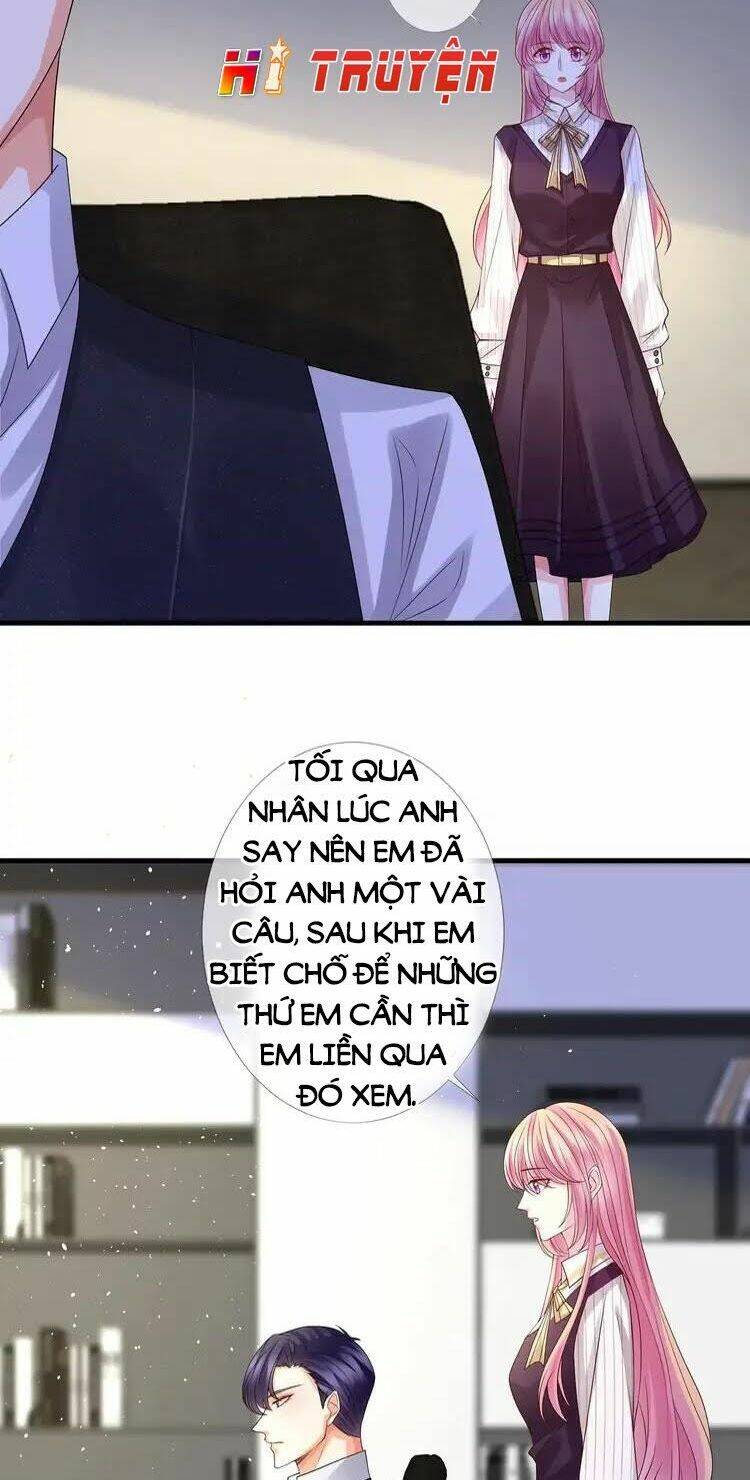 Hi TRUYỆN
TỐI QUA
NHÂN LÚC ANH
SAY NÊN EM ĐÃ
HỎI ANH MỘT VÀI
CÂU, SAU KHI EM
BIẾT CHỖ ĐỂ NHỮNG
THỨ EM CẦN THÌ
EM LIỀN QUA
ĐÓ XEM.